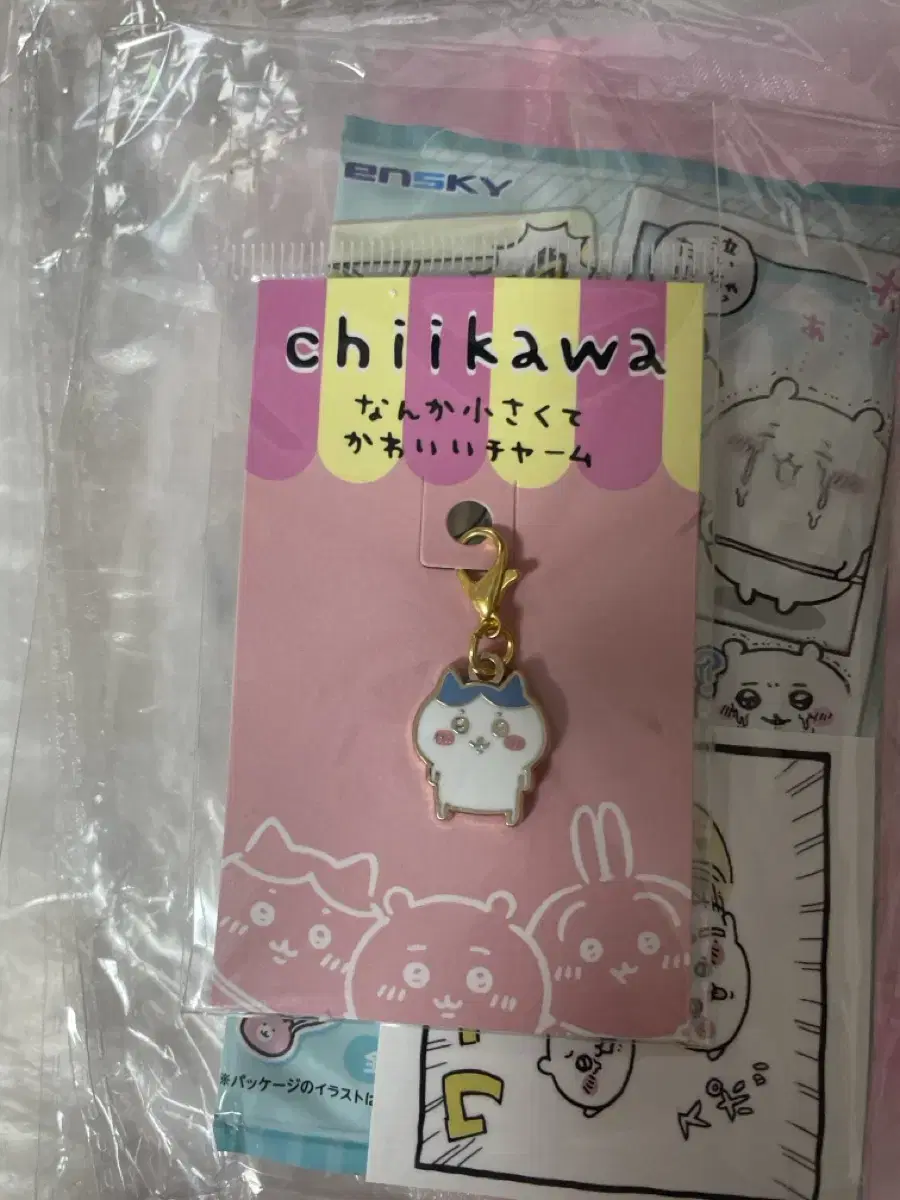 ensky
chiikawa
なんか小さくて
かわいいチャーム
※パッケージのイラストは